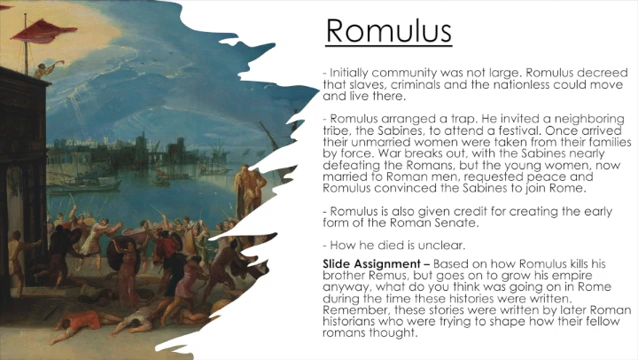 Romulus
- Initially community was not large. Romulus decreed
that slaves, criminals and the nationless could move
and live there.
- Romulus arranged a trap. He invited a neighboring
tribe, the Sabines, to attend a festival. Once arrived
their unmarried women were taken from their families
by force. War breaks out, with the Sabines nearly
defeating the Romans, but the young women, now
married to Roman men, requested peace and
Romulus convinced the Sabines to join Rome.
- Romulus is also given credit for creating the early
form of the Roman Senate.
- How he died is unclear.
Slide Assignment – Based on how Romulus kills his
brother Remus, but goes on to grow his empire
anyway, what do you think was going on in Rome
during the time these histories were written.
Remember, these stories were written by later Roman
historians who were trying to shape how their fellow
romans thought.